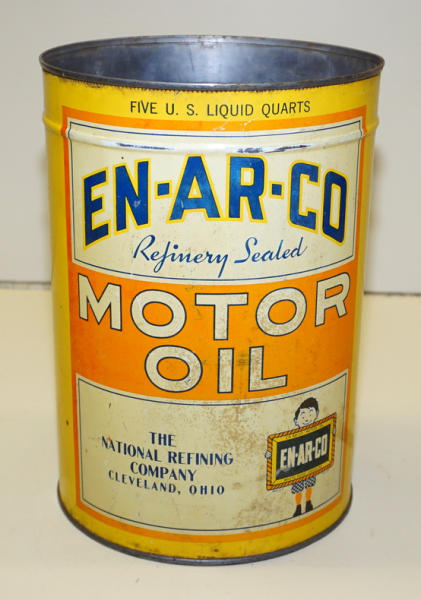 FIVE U. S. LIQUID QUARTS
EN-AR-CO
Refinery Sealed
MOTOR
OIL
THE
NATIONAL REFINING
COMPANY
CLEVELAND, OHIO
EN-AR-CO